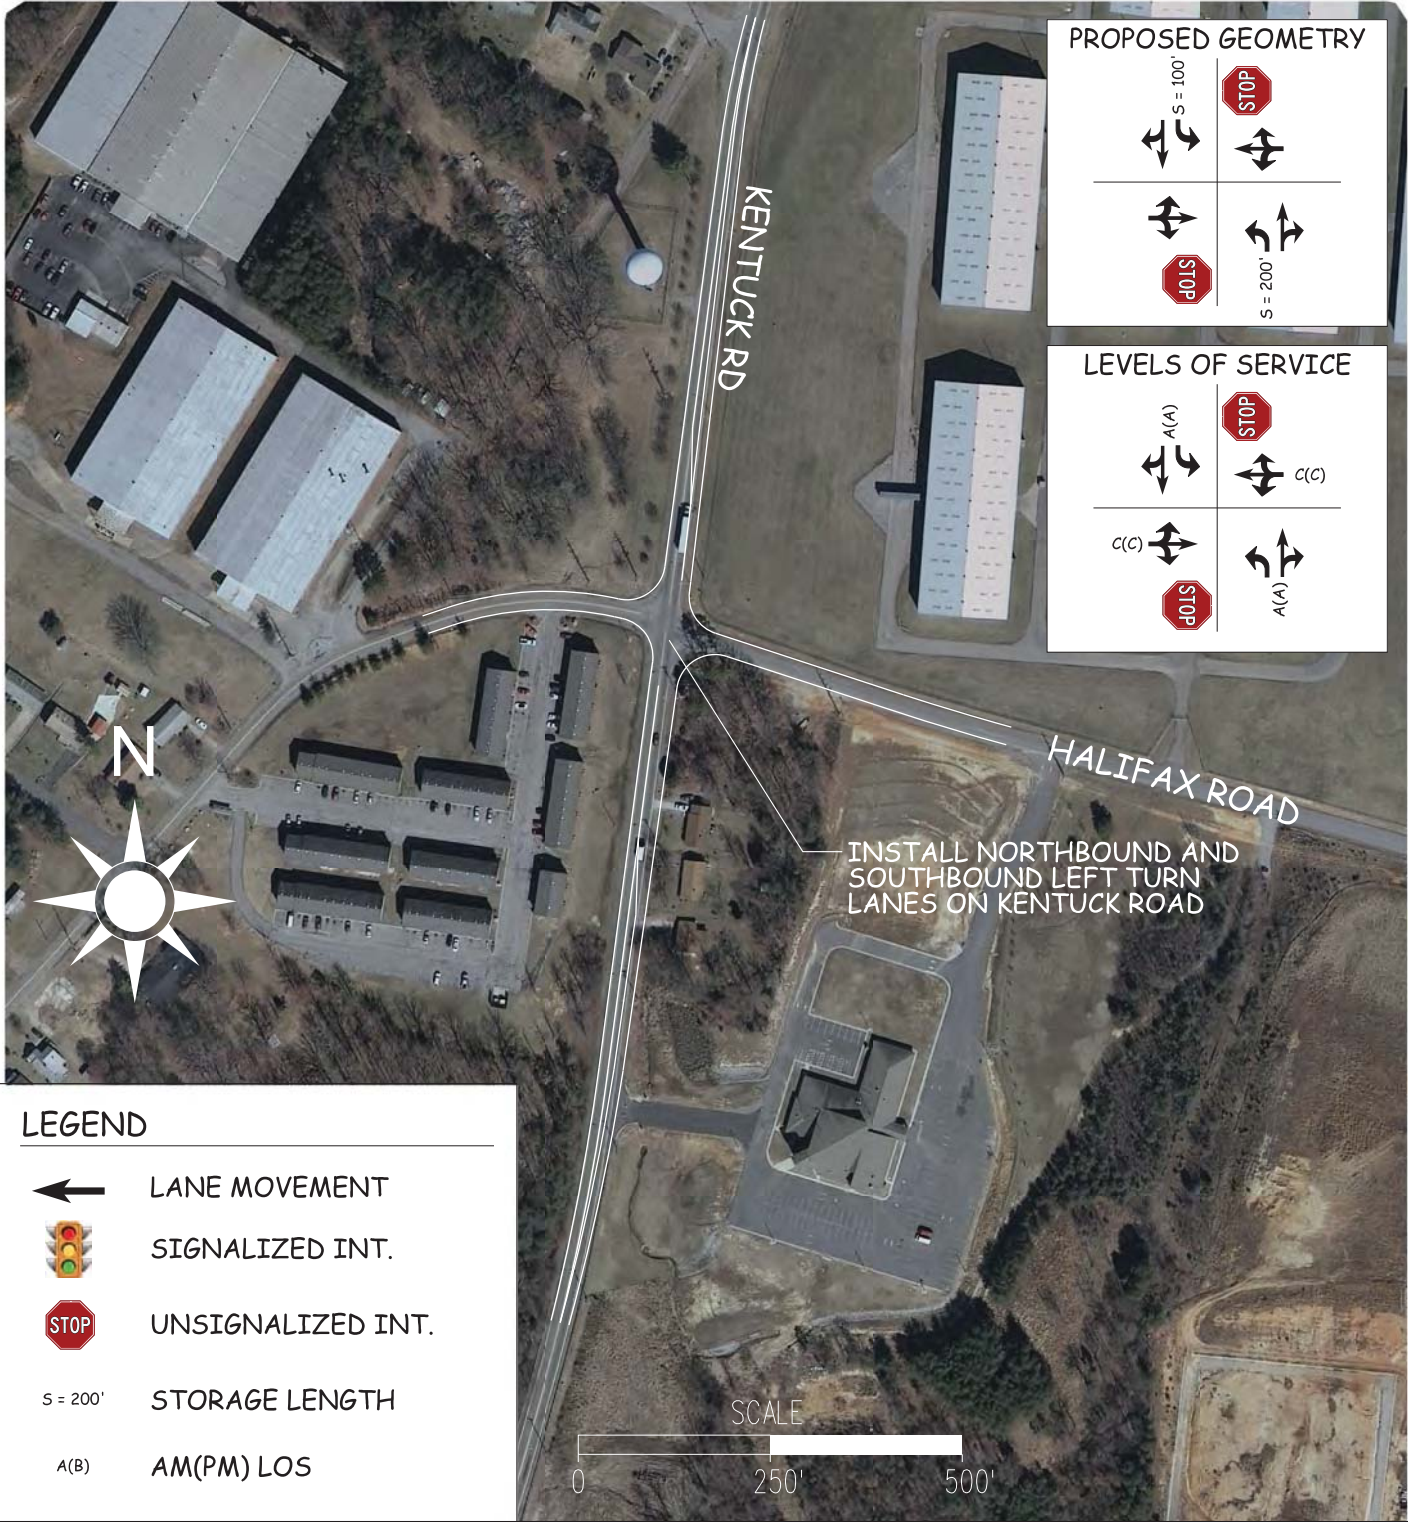 PROPOSED GEOMETRY
S = 100'
STOP
STOP
S = 200'
LEVELS OF SERVICE
A(A)
STOP
C(C)
C(C)
STOP
A(A)
KENTUCK RD
HALIFAX ROAD
N
INSTALL NORTHBOUND AND
SOUTHBOUND LEFT TURN
LANES ON KENTUCK ROAD
LEGEND
LANE MOVEMENT
SIGNALIZED INT.
STOP UNSIGNALIZED INT.
S = 200' STORAGE LENGTH
A(B) AM(PM) LOS
SCALE
0 250' 500'